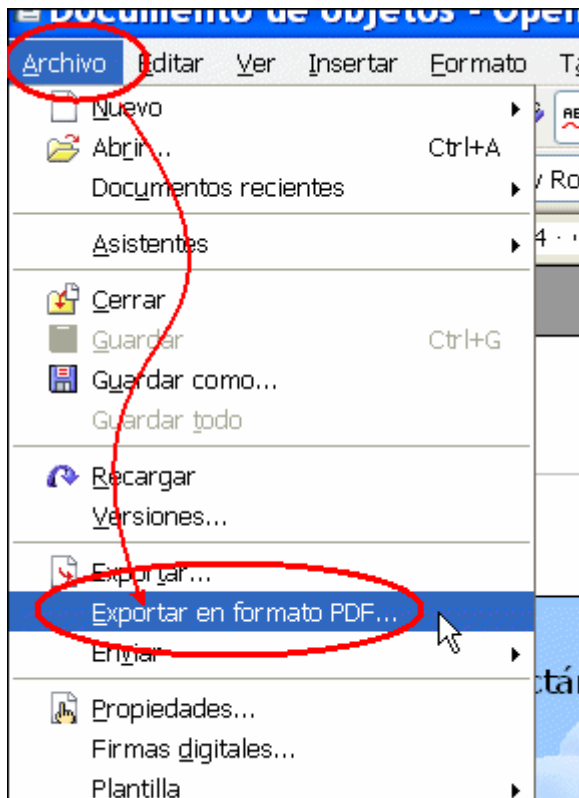 Documento de objetos - Open
Archivo Editar Ver Insertar Formato
Nuevo
Abrir... Ctrl+A
Documentos recientes
Asistentes
Cerrar
Guardar Ctrl+G
Guardar como...
Guardar todo
Recargar
Versiones...
Exportar...
Exportar en formato PDF...
Enviar
Propiedades...
Firmas digitales...
Plantilla